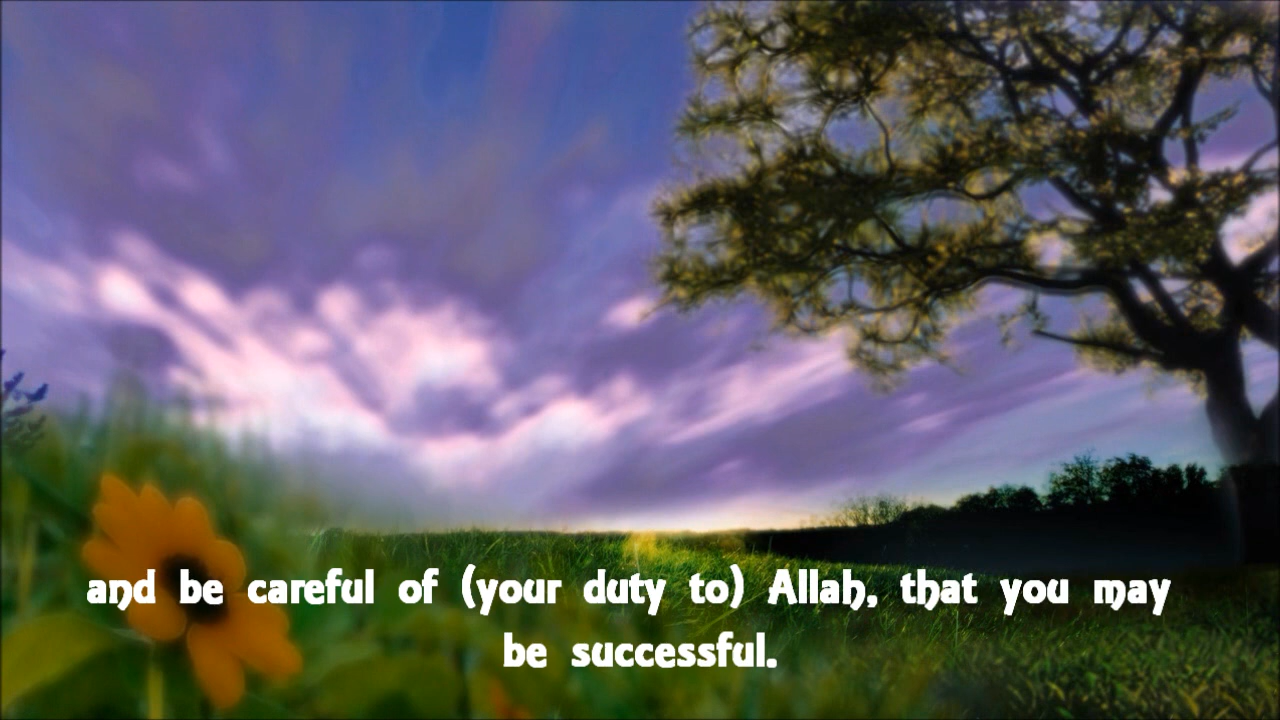 and be careful of (your duty to) Allah, that you may
be successful.